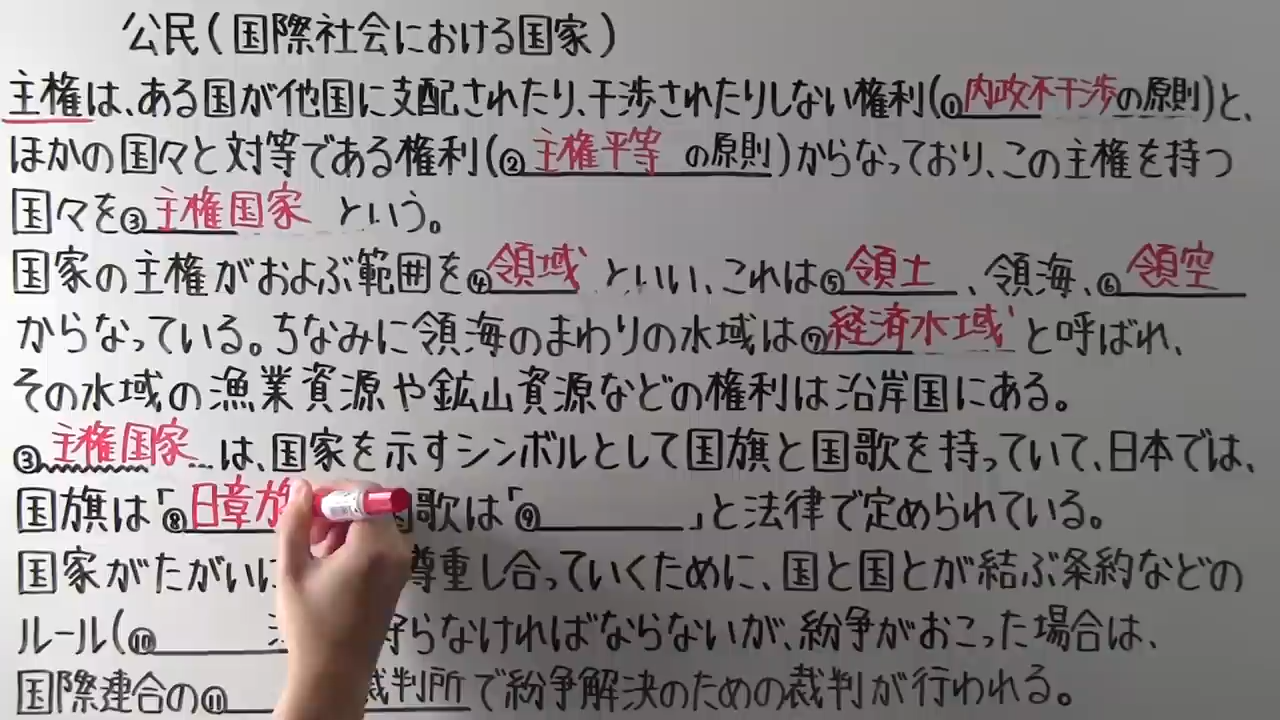 公民(国際社会における国家)
主権は、ある国が他国に支配されたり、干渉されたりしない権利(①内政不干渉の原則)と、
ほかの国々と対等である権利(②主権平等 の原則)からなっており、この主権を持つ
国々を③主権国家 という。
国家の主権がおよぶ範囲を④領域 といい、これは⑤領土、領海、⑥領空
からなっている。ちなみに領海のまわりの水域は⑦経済水域 と呼ばれ、
その水域の漁業資源や鉱山資源などの権利は沿岸国にある。
③主権国家 は、国家を示すシンボルとして国旗と国歌を持っていて、日本では、
国旗は「⑧日章旗 国歌は「⑨ 」と法律で定められている。
国家がたがいに 尊重し合っていくために、国と国とが結ぶ条約などの
ルール(⑩ 守らなければならないが、紛争がおこった場合は、
国際連合の⑪ 裁判所で紛争解決のための裁判が行われる。